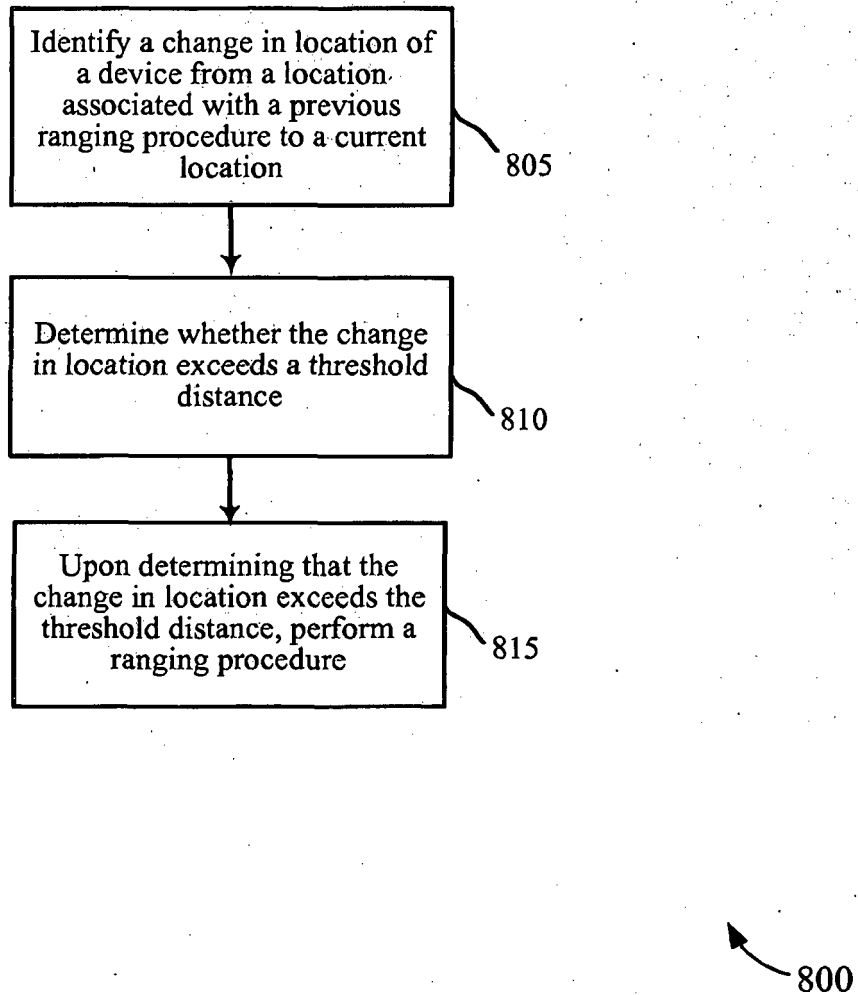 Identify a change in location of
a device from a location
associated with a previous
ranging procedure to a current
location
805
Determine whether the change
in location exceeds a threshold
distance
810
Upon determining that the
change in location exceeds the
threshold distance, perform a
ranging procedure
815
800